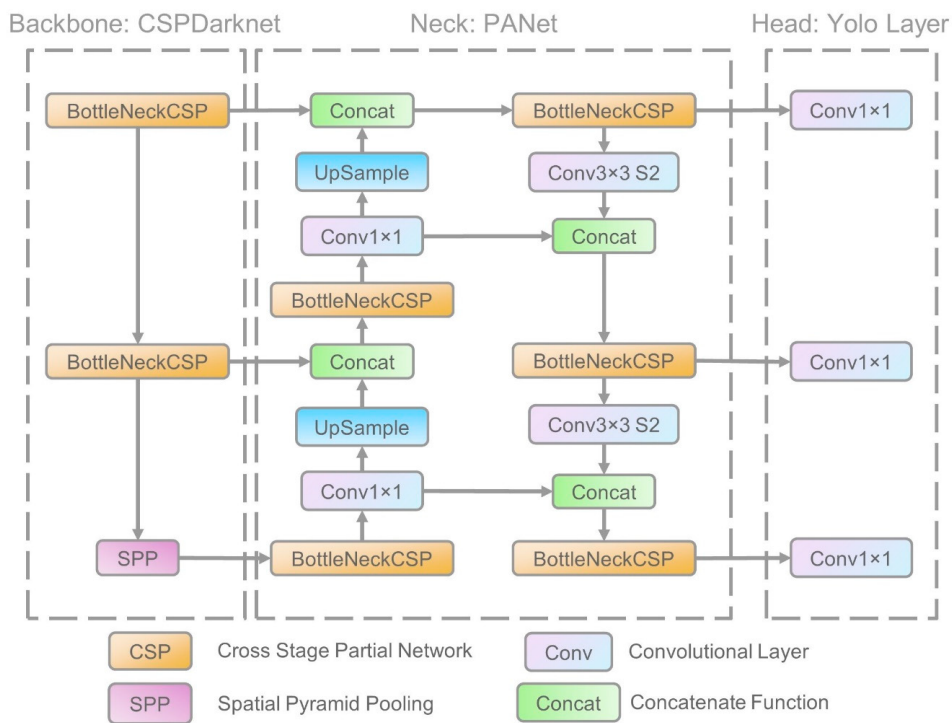 Backbone: CSPDarknet
Neck: PANet
Head: Yolo Layer
BottleNeckCSP
Concat
BottleNeckCSP
Conv1×1
UpSample
Conv3×3 S2
Conv1×1
Concat
BottleNeckCSP
BottleNeckCSP
Concat
BottleNeckCSP
Conv1×1
UpSample
Conv3×3 S2
Conv1×1
Concat
SPP
BottleNeckCSP
BottleNeckCSP
Conv1×1
CSP
Cross Stage Partial Network
Conv
Convolutional Layer
SPP
Spatial Pyramid Pooling
Concat
Concatenate Function